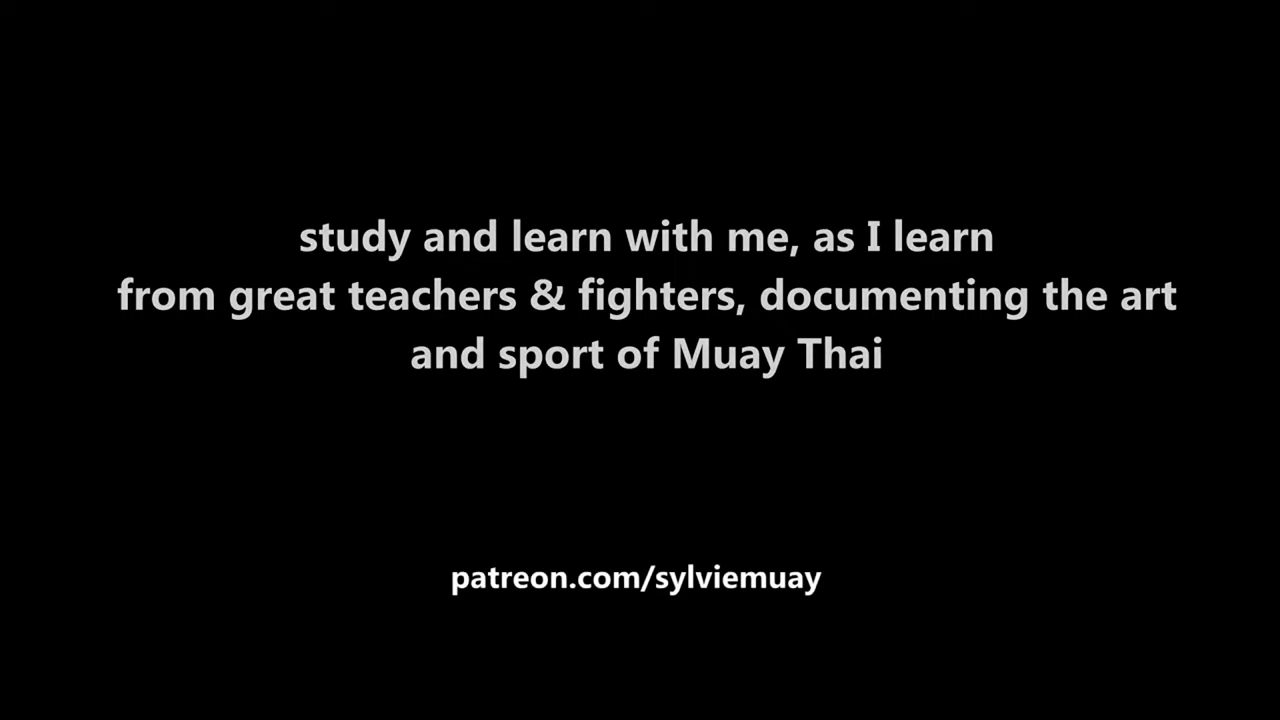 study and learn with me, as I learn
from great teachers & fighters, documenting the art
and sport of Muay Thai
patreon.com/sylviemuay